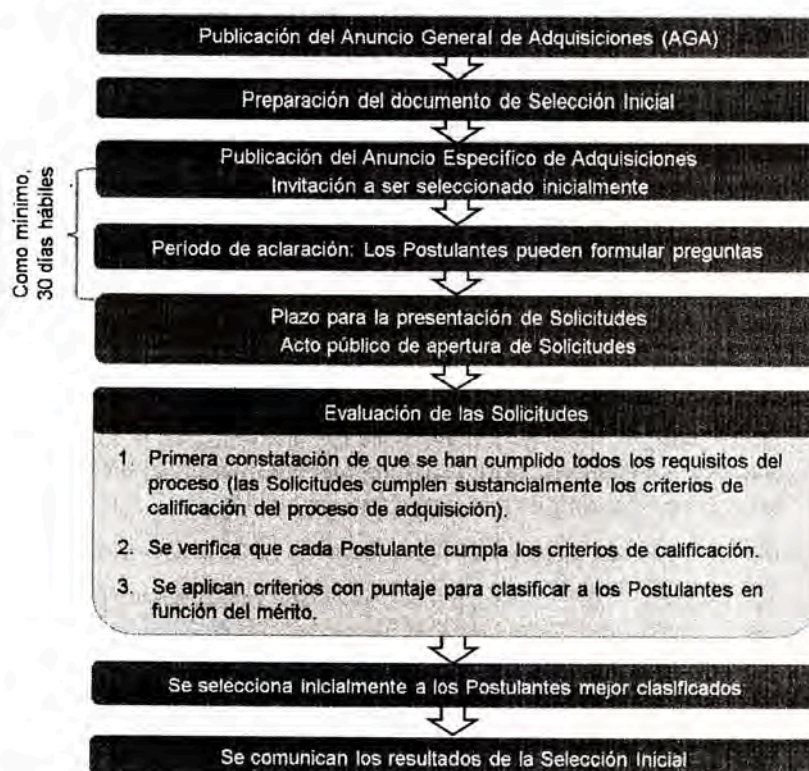 Publicación del Anuncio General de Adquisiciones (AGA)
Preparación del documento de Selección Inicial
Publicación del Anuncio Específico de Adquisiciones
Invitación a ser seleccionado inicialmente
Como mínimo,
30 días hábiles
Período de aclaración: Los Postulantes pueden formular preguntas
Plazo para la presentación de Solicitudes
Acto público de apertura de Solicitudes
Evaluación de las Solicitudes
1. Primera constatación de que se han cumplido todos los requisitos del
proceso (las Solicitudes cumplen sustancialmente los criterios de
calificación del proceso de adquisición).
2. Se verifica que cada Postulante cumpla los criterios de calificación.
3. Se aplican criterios con puntaje para clasificar a los Postulantes en
función del mérito.
Se selecciona inicialmente a los Postulantes mejor clasificados
Se comunican los resultados de la Selección Inicial